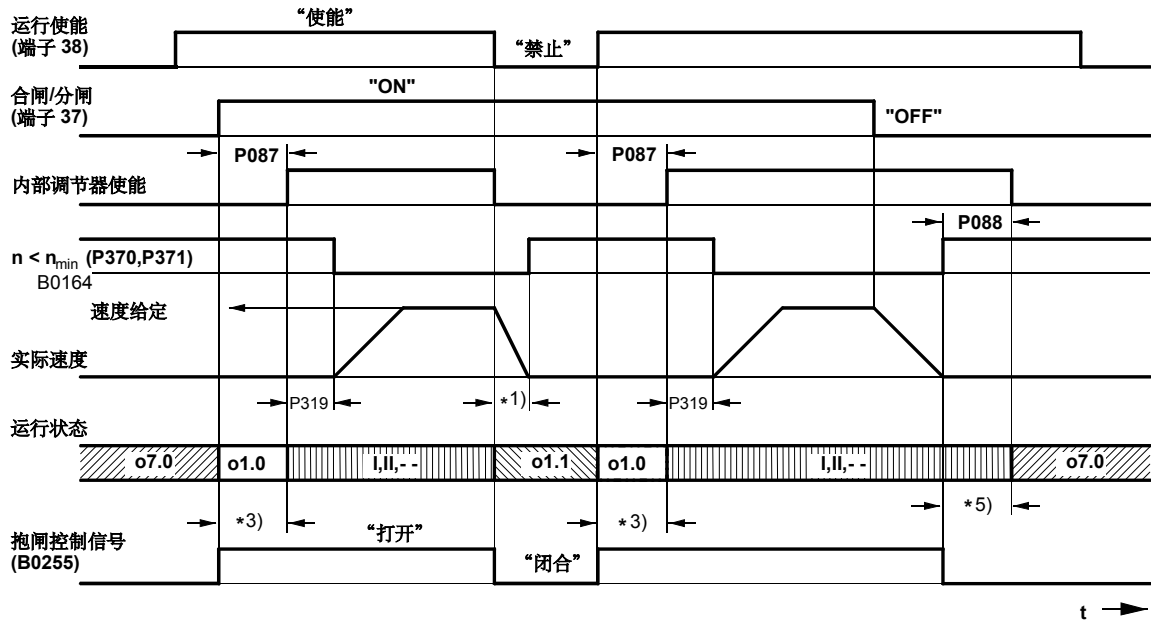 运行使能
(端子 38)
“使能”
“禁止”
合闸/分闸
(端子 37)
"ON"
"OFF"
P087
P087
内部调节器使能
P088
n < nmin (P370,P371)
B0164
速度给定
实际速度
P319
*1)
P319
运行状态
o7.0
o1.0
I,II,- -
o1.1
o1.0
I,II,- -
o7.0
*3)
*3)
*5)
抱闸控制信号
(B0255)
“打开”
“闭合”
t